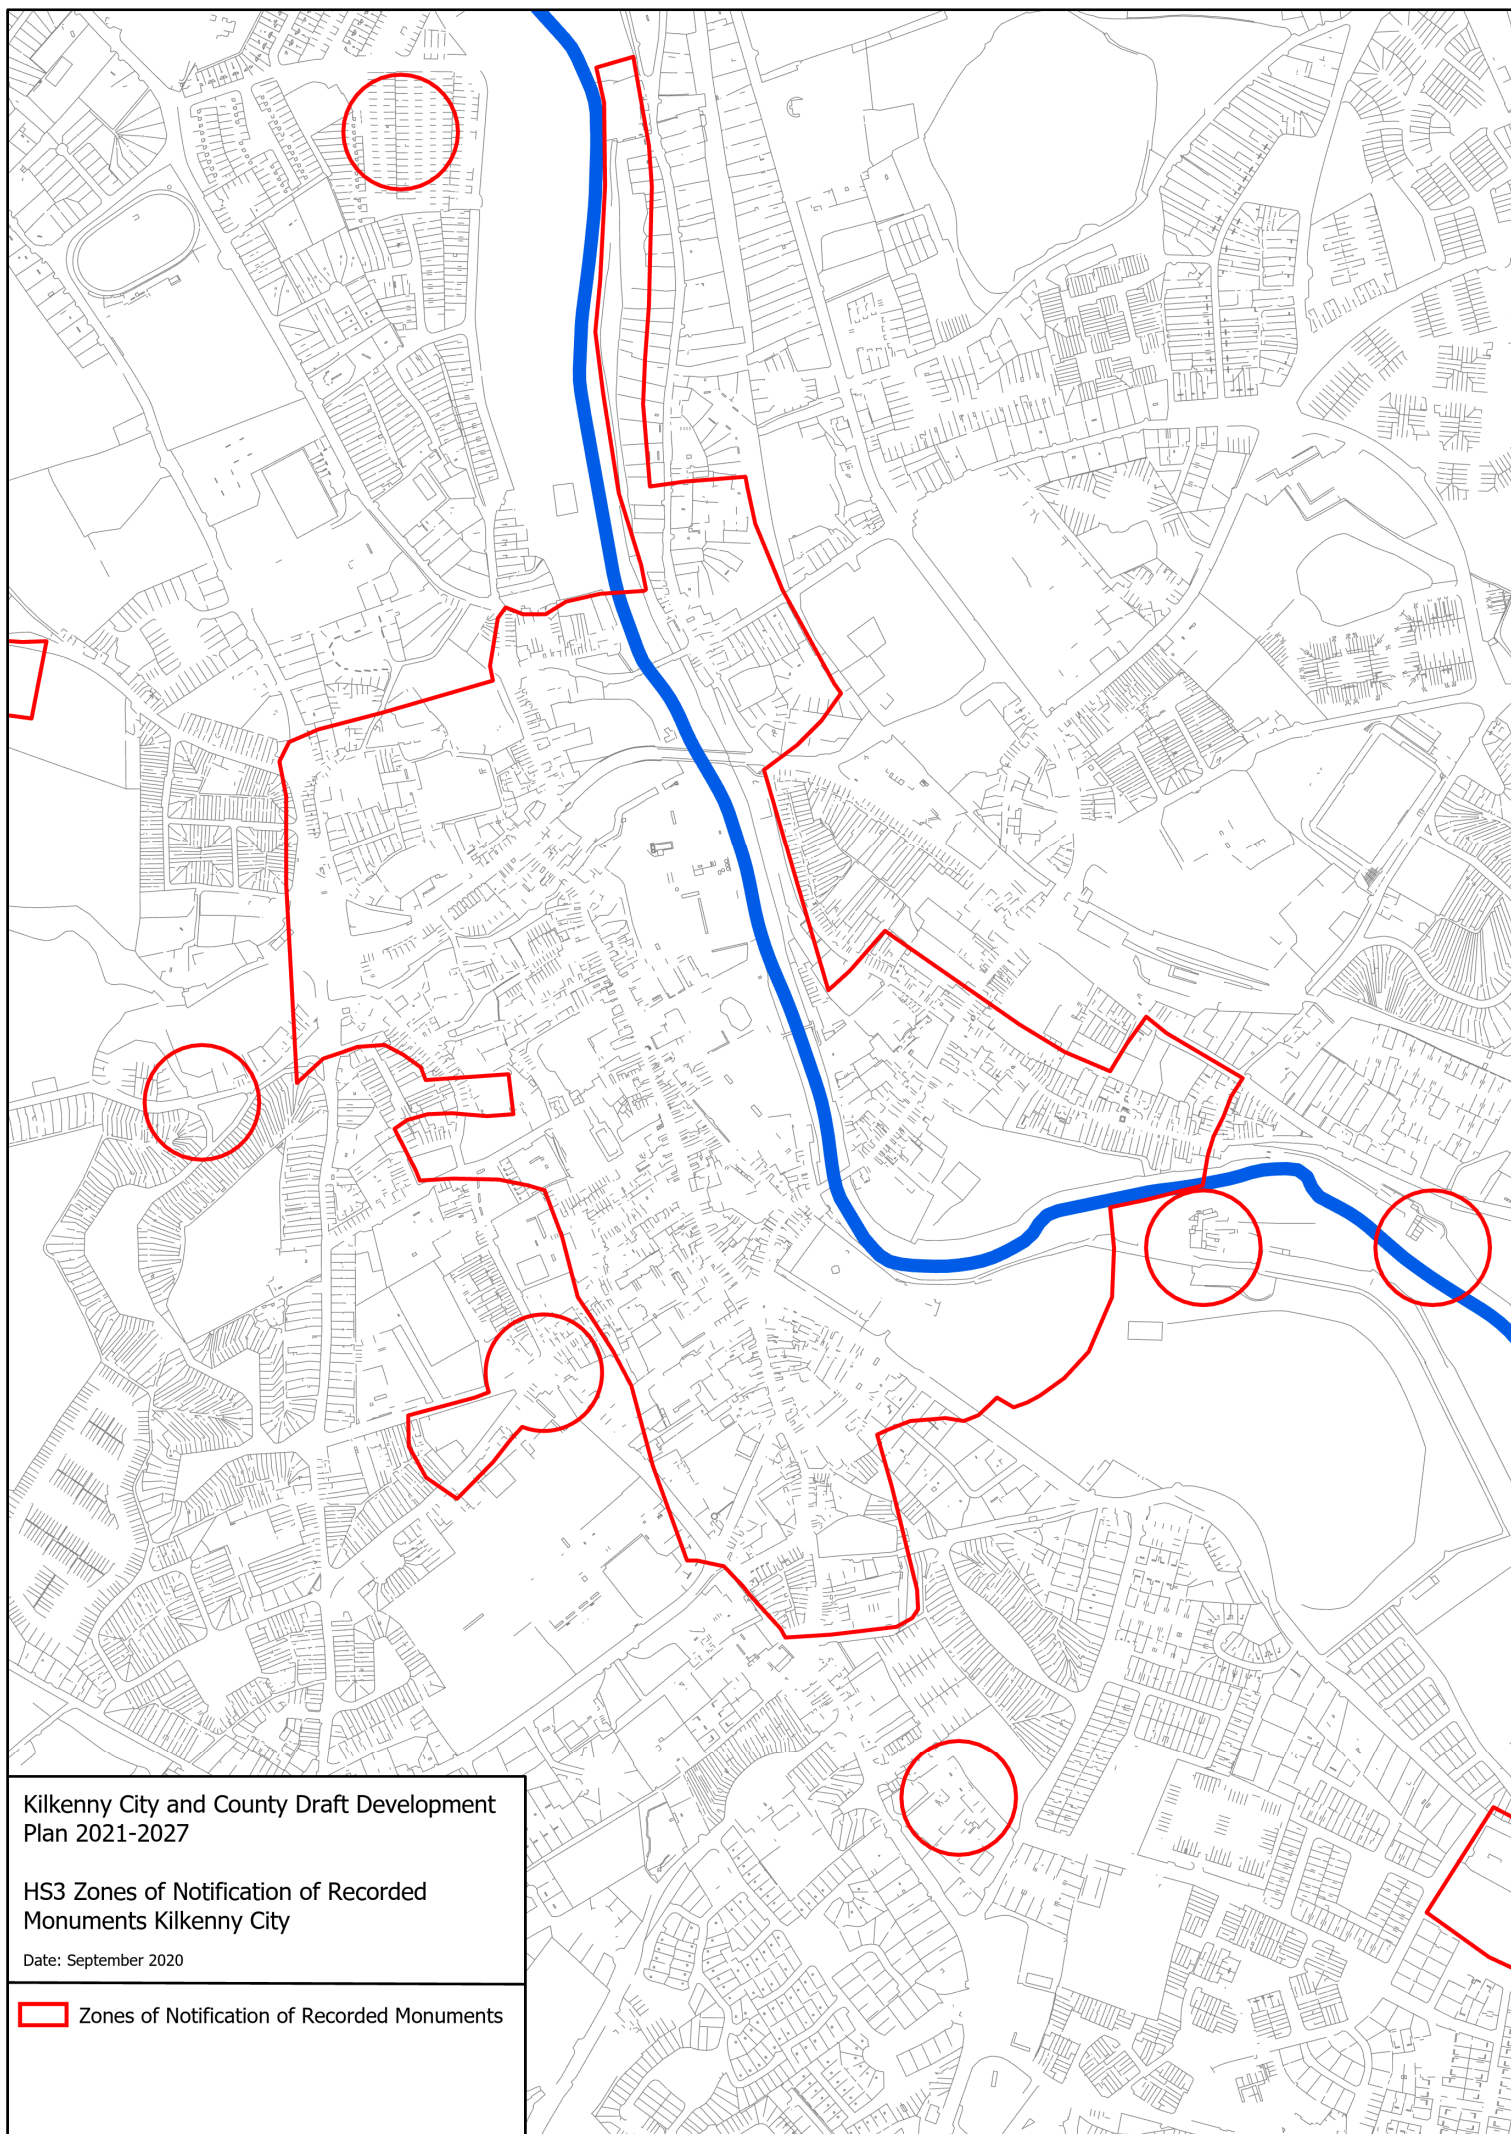 Kilkenny City and County Draft Development
Plan 2021-2027
HS3 Zones of Notification of Recorded
Monuments Kilkenny City
Date: September 2020
Zones of Notification of Recorded Monuments